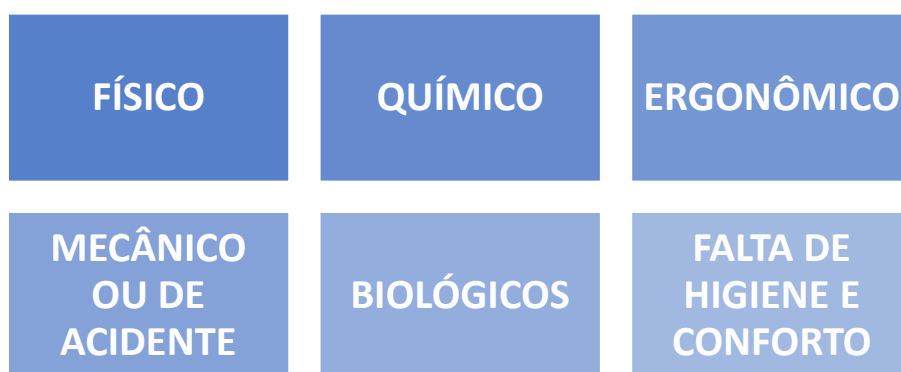 FÍSICO
QUÍMICO
ERGONÔMICO
MECÂNICO
OU DE
ACIDENTE
BIOLÓGICOS
FALTA DE
HIGIENE E
CONFORTO